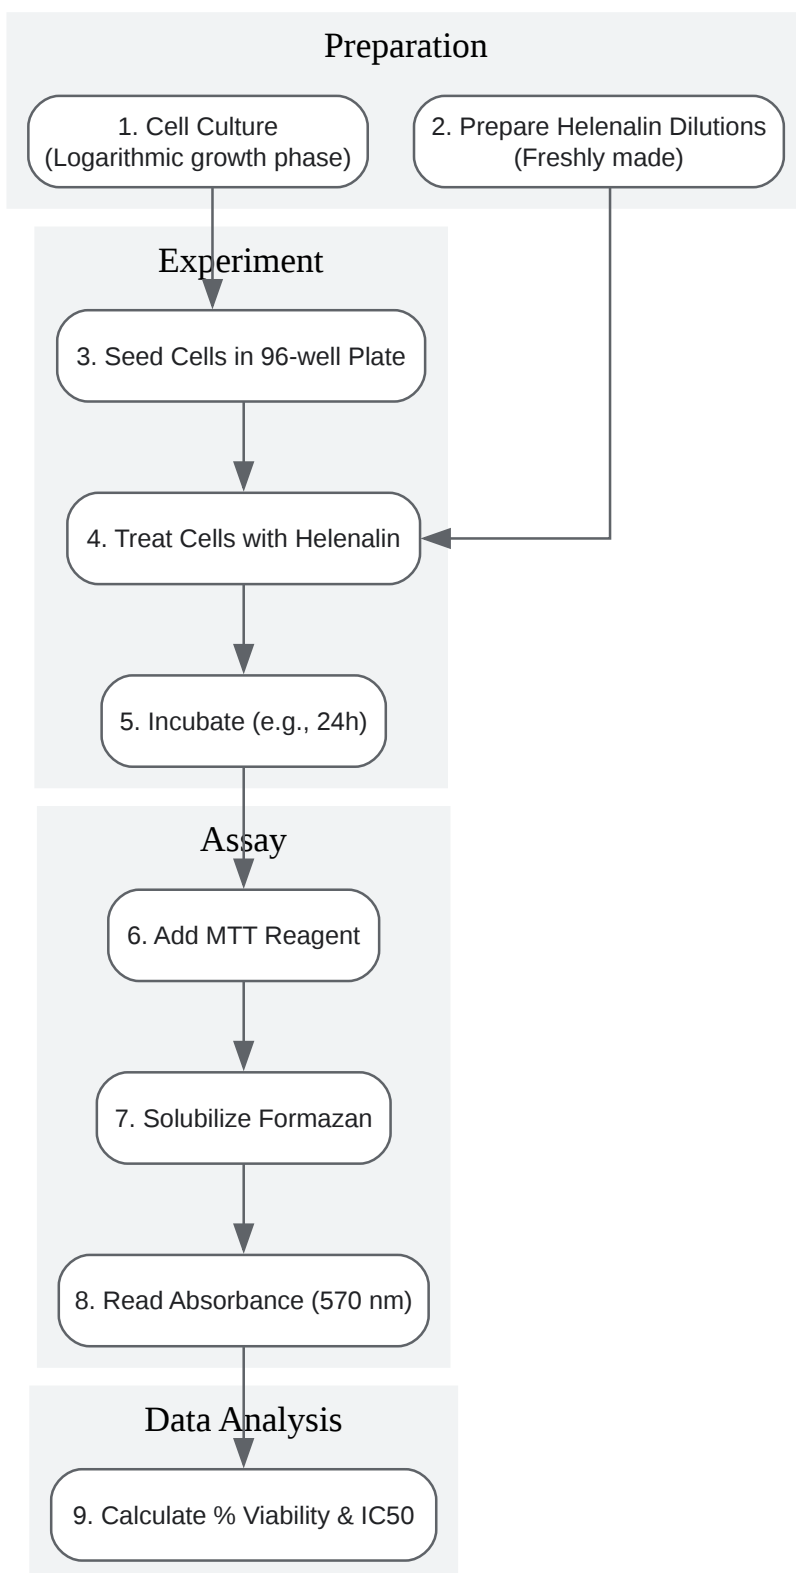 Preparation
1. Cell Culture
(Logarithmic growth phase)
2. Prepare Helenalin Dilutions
(Freshly made)
Experiment
3. Seed Cells in 96-well Plate
4. Treat Cells with Helenalin
5. Incubate (e.g., 24h)
Assay
6. Add MTT Reagent
7. Solubilize Formazan
8. Read Absorbance (570 nm)
Data Analysis
9. Calculate % Viability & IC50